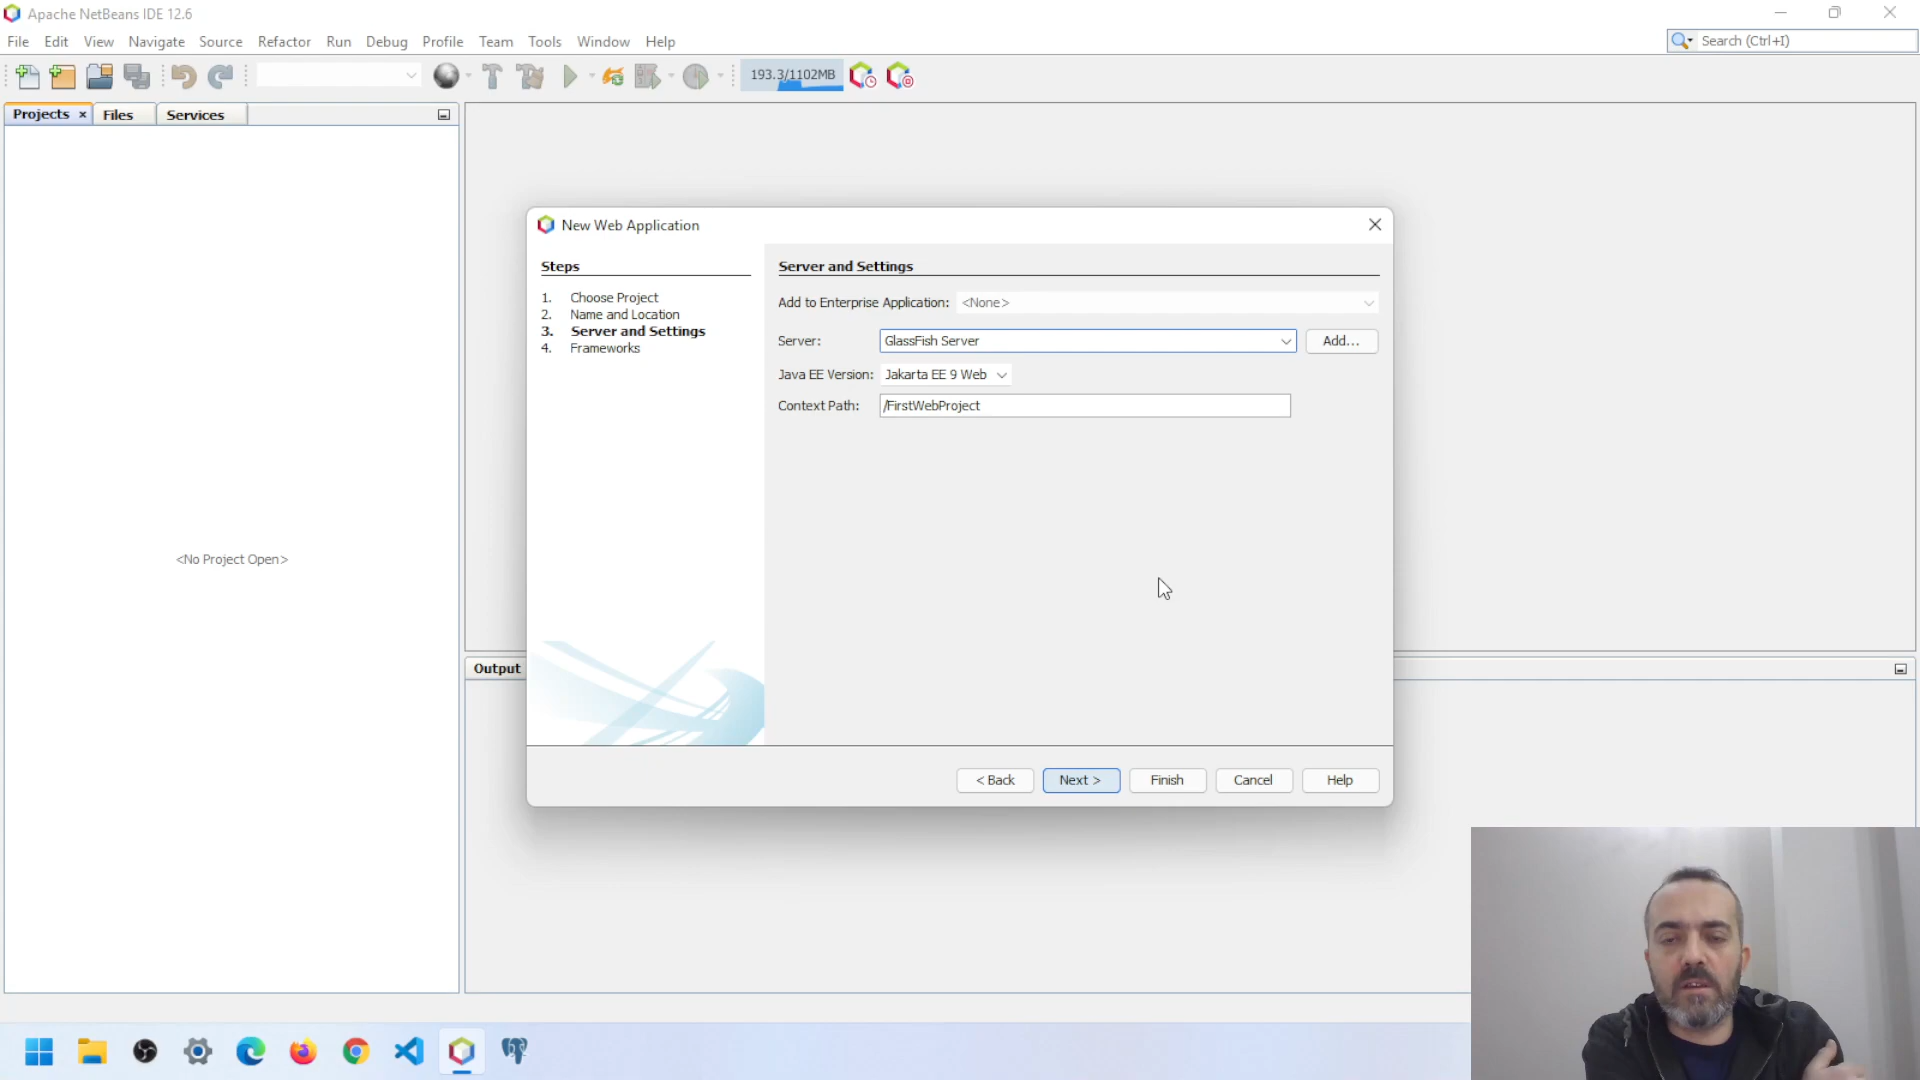 Apache NetBeans IDE 12.6
File Edit View Navigate Source Refactor Run Debug Profile Team Tools Window Help
Search (Ctrl+I)
193.3/1102MB
Projects × Files Services
<No Project Open>
New Web Application
Steps
1. Choose Project
2. Name and Location
3. Server and Settings
4. Frameworks
Server and Settings
Add to Enterprise Application: <None>
Server: GlassFish Server Add...
Java EE Version: Jakarta EE 9 Web
Context Path: /FirstWebProject
Output
< Back Next > Finish Cancel Help